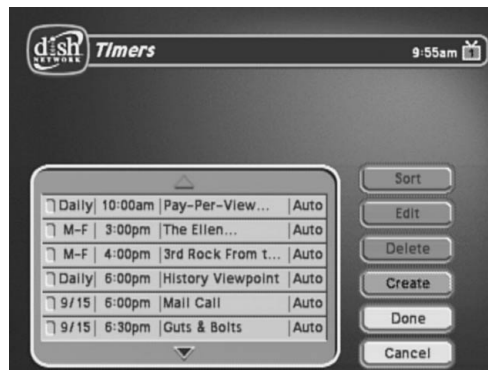 dish
NETWORK
Timers
9:55am 1
Daily 10:00am Pay-Per-View... Auto
M-F 3:00pm The Ellen... Auto
M-F 4:00pm 3rd Rock From t... Auto
Daily 6:00pm History Viewpoint Auto
9/15 6:00pm Mail Call Auto
9/15 6:30pm Guts & Bolts Auto
Sort
Edit
Delete
Create
Done
Cancel